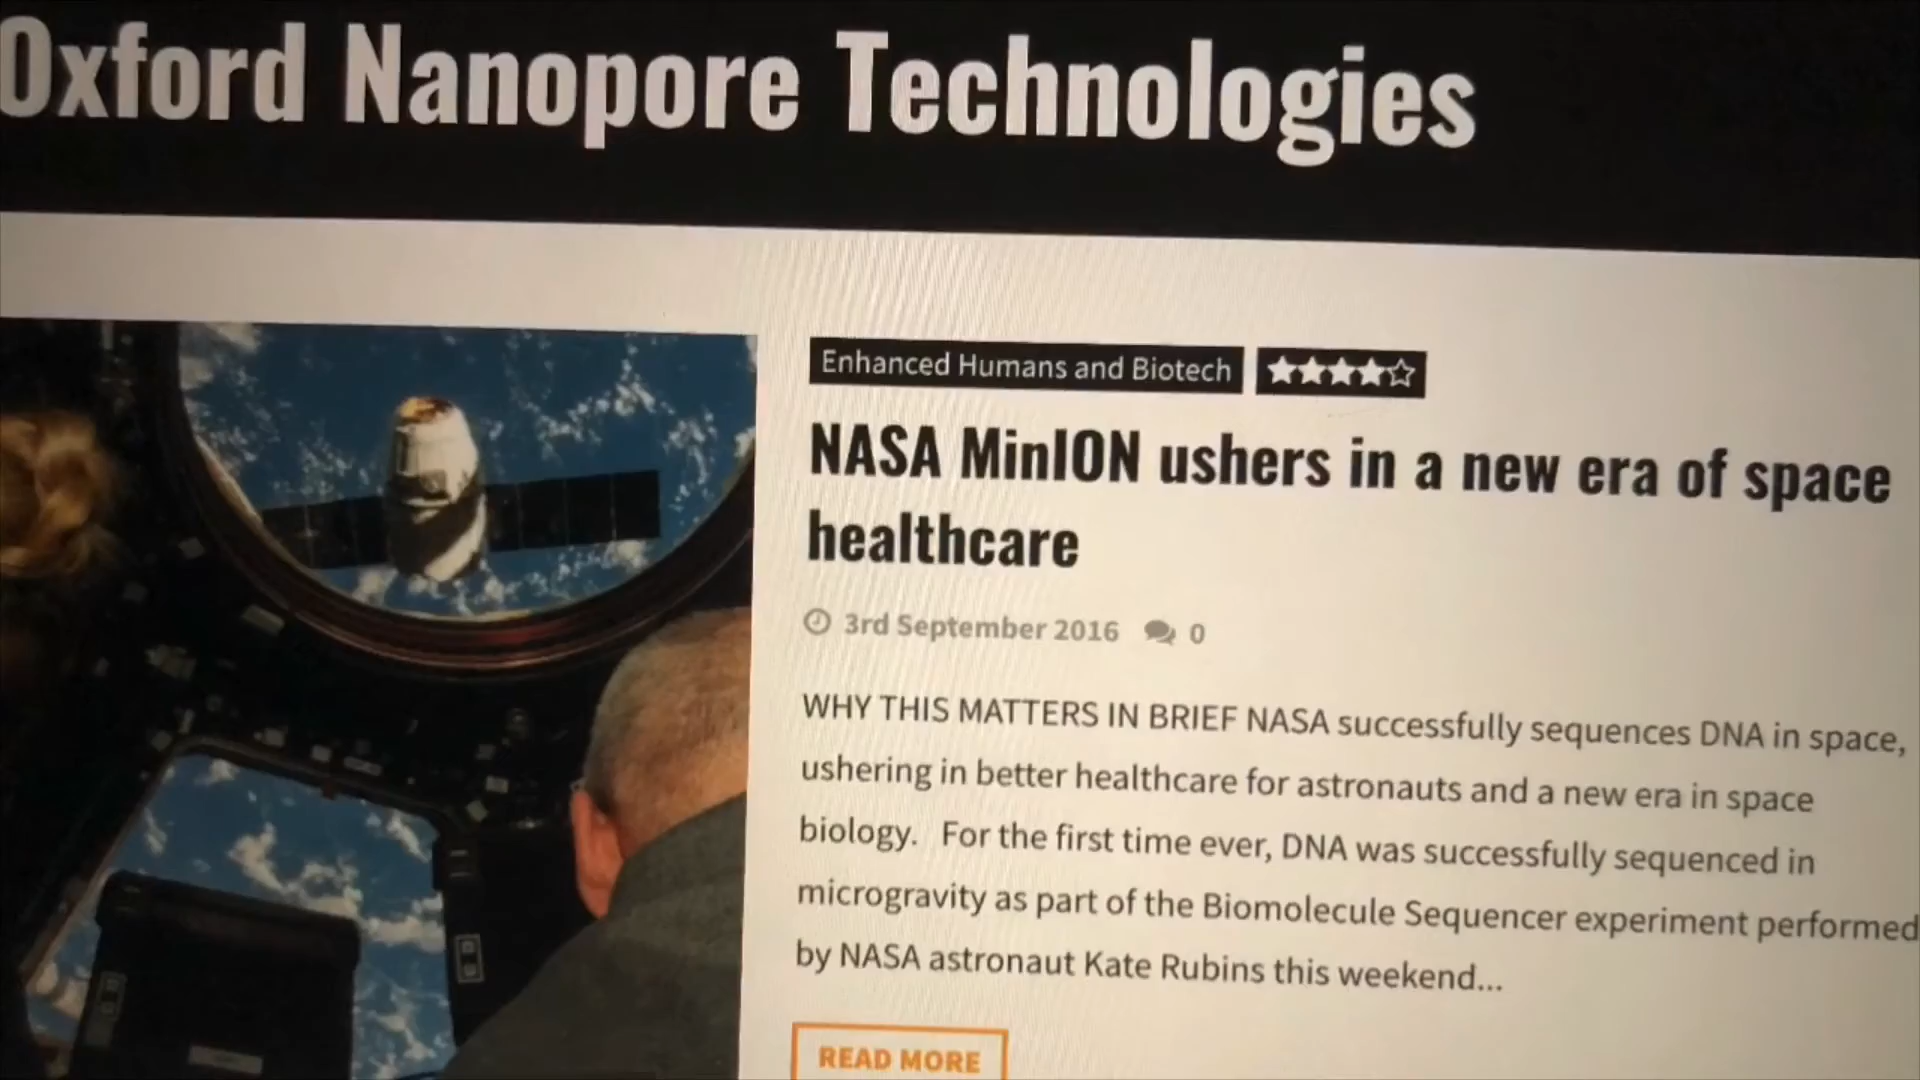 Oxford Nanopore Technologies
Enhanced Humans and Biotech
NASA MinION ushers in a new era of space
healthcare
3rd September 2016 0
WHY THIS MATTERS IN BRIEF NASA successfully sequences DNA in space,
ushering in better healthcare for astronauts and a new era in space
biology. For the first time ever, DNA was successfully sequenced in
microgravity as part of the Biomolecule Sequencer experiment performed
by NASA astronaut Kate Rubins this weekend...
READ MORE